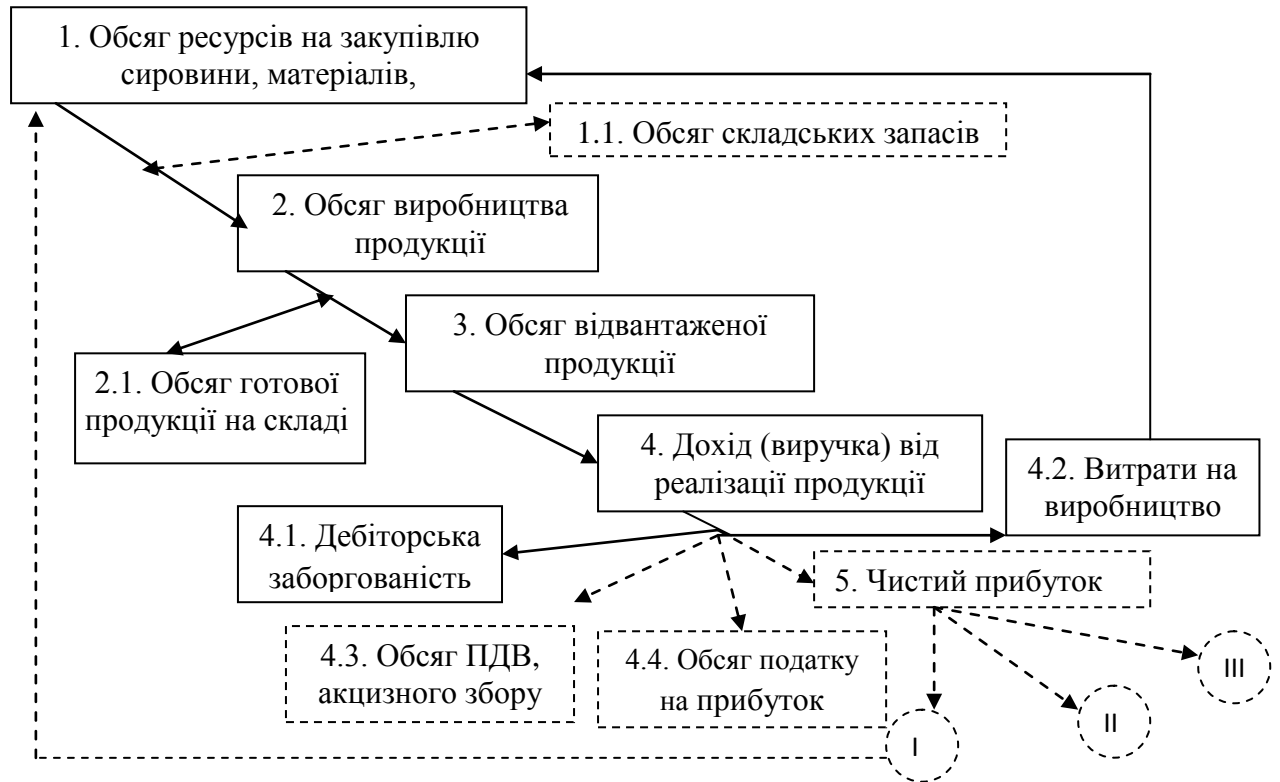 1. Обсяг ресурсів на закупівлю
сировини, матеріалів,
1.1. Обсяг складських запасів
2. Обсяг виробництва
продукції
3. Обсяг відвантаженої
продукції
2.1. Обсяг готової
продукції на складі
4. Дохід (виручка) від
реалізації продукції
4.2. Витрати на
виробництво
4.1. Дебіторська
заборгованість
5. Чистий прибуток
4.3. Обсяг ПДВ,
акцизного збору
4.4. Обсяг податку
на прибуток
I
II
III